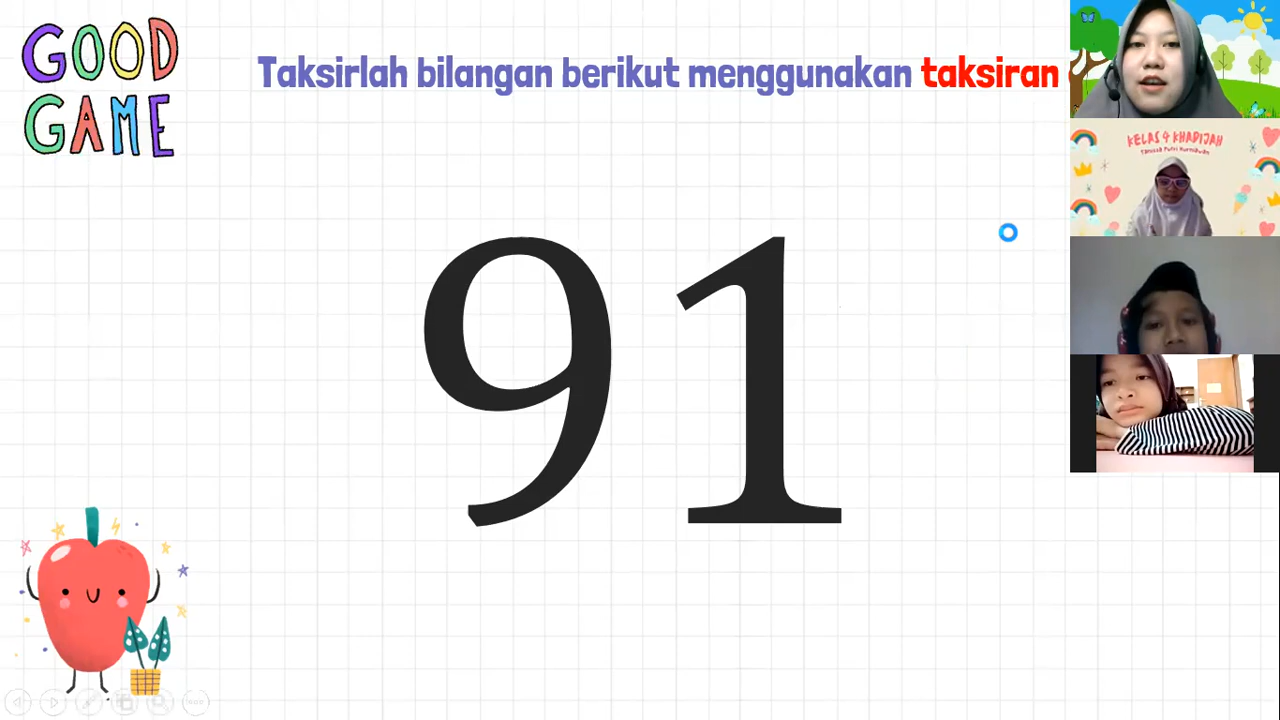 GOOD
GAME
Taksirlah bilangan berikut menggunakan taksiran
91
KELAS 4 KHADIJAH